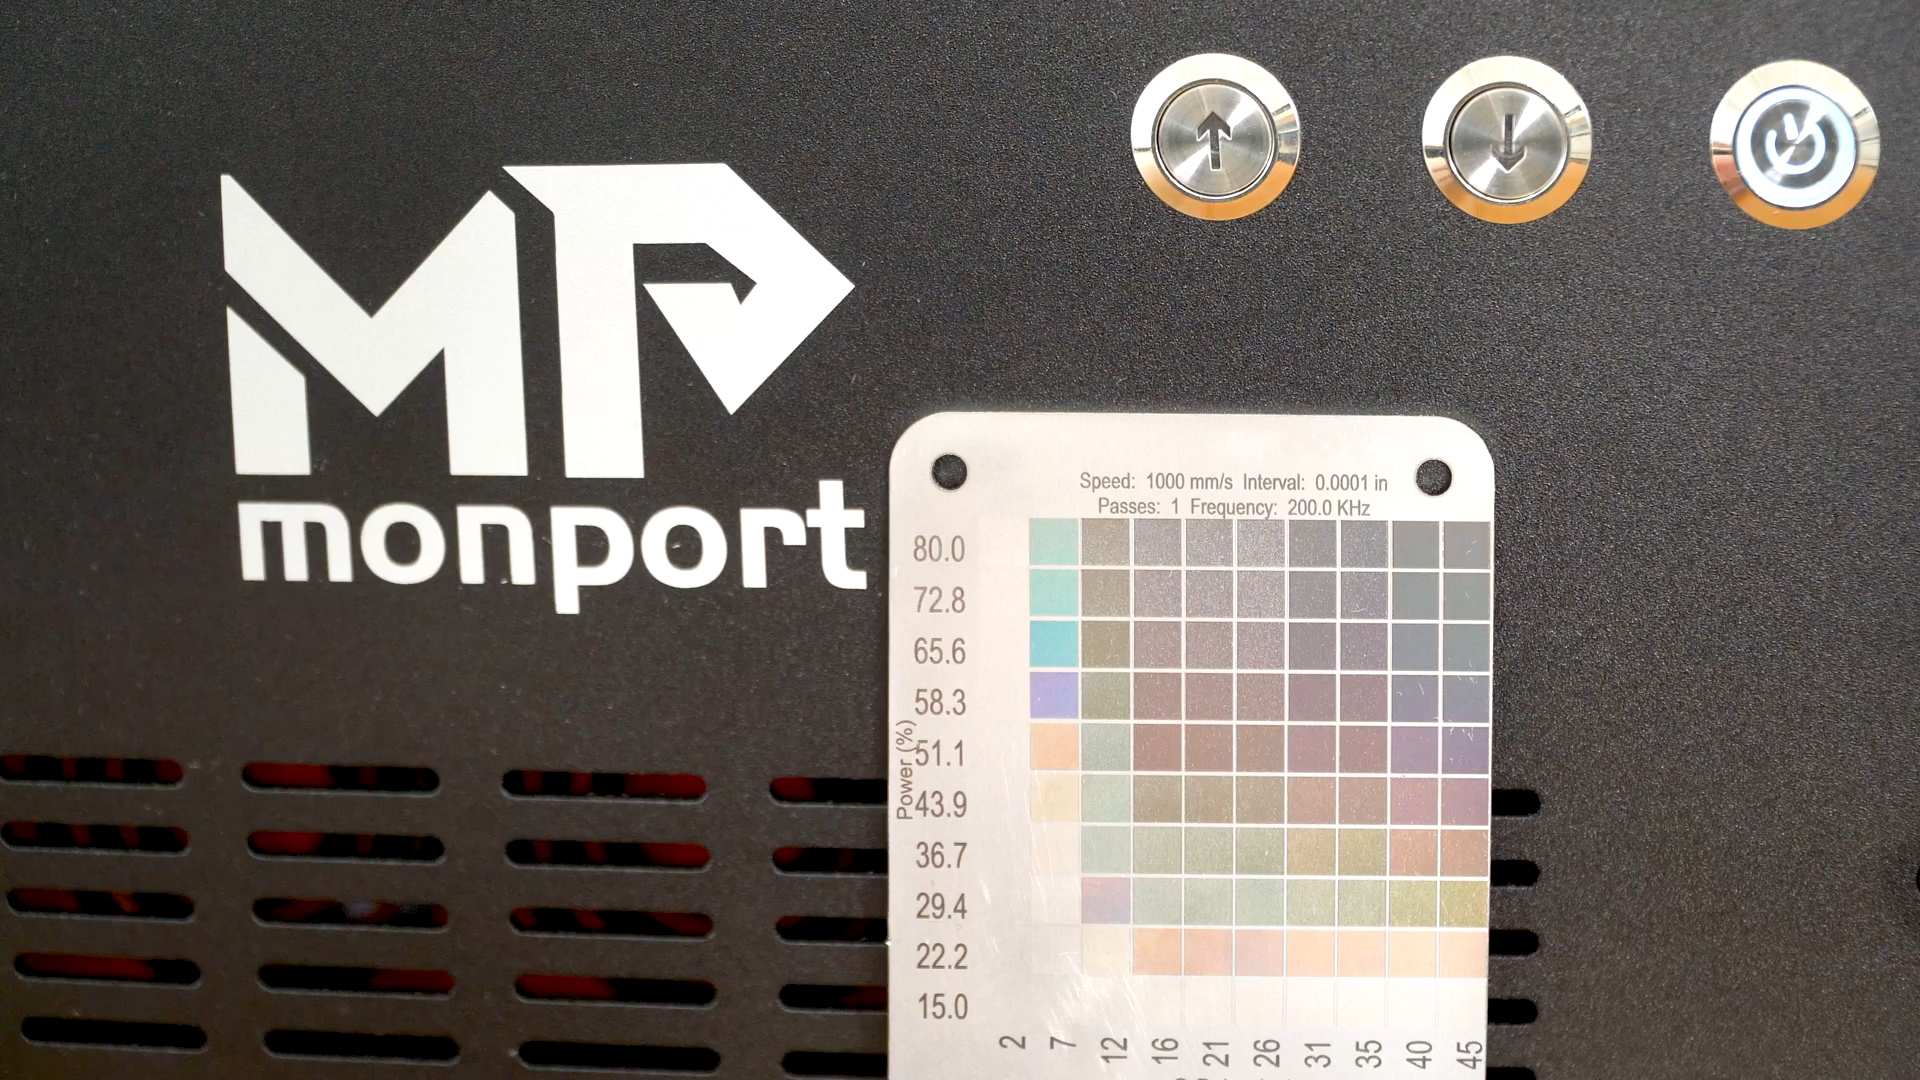 MP
monport
Speed: 1000 mm/s Interval: 0.0001 in
Passes: 1 Frequency: 200.0 KHz
Power (%)
80.0
72.8
65.6
58.3
51.1
43.9
36.7
29.4
22.2
15.0
2 7 12 16 21 26 31 35 40 45